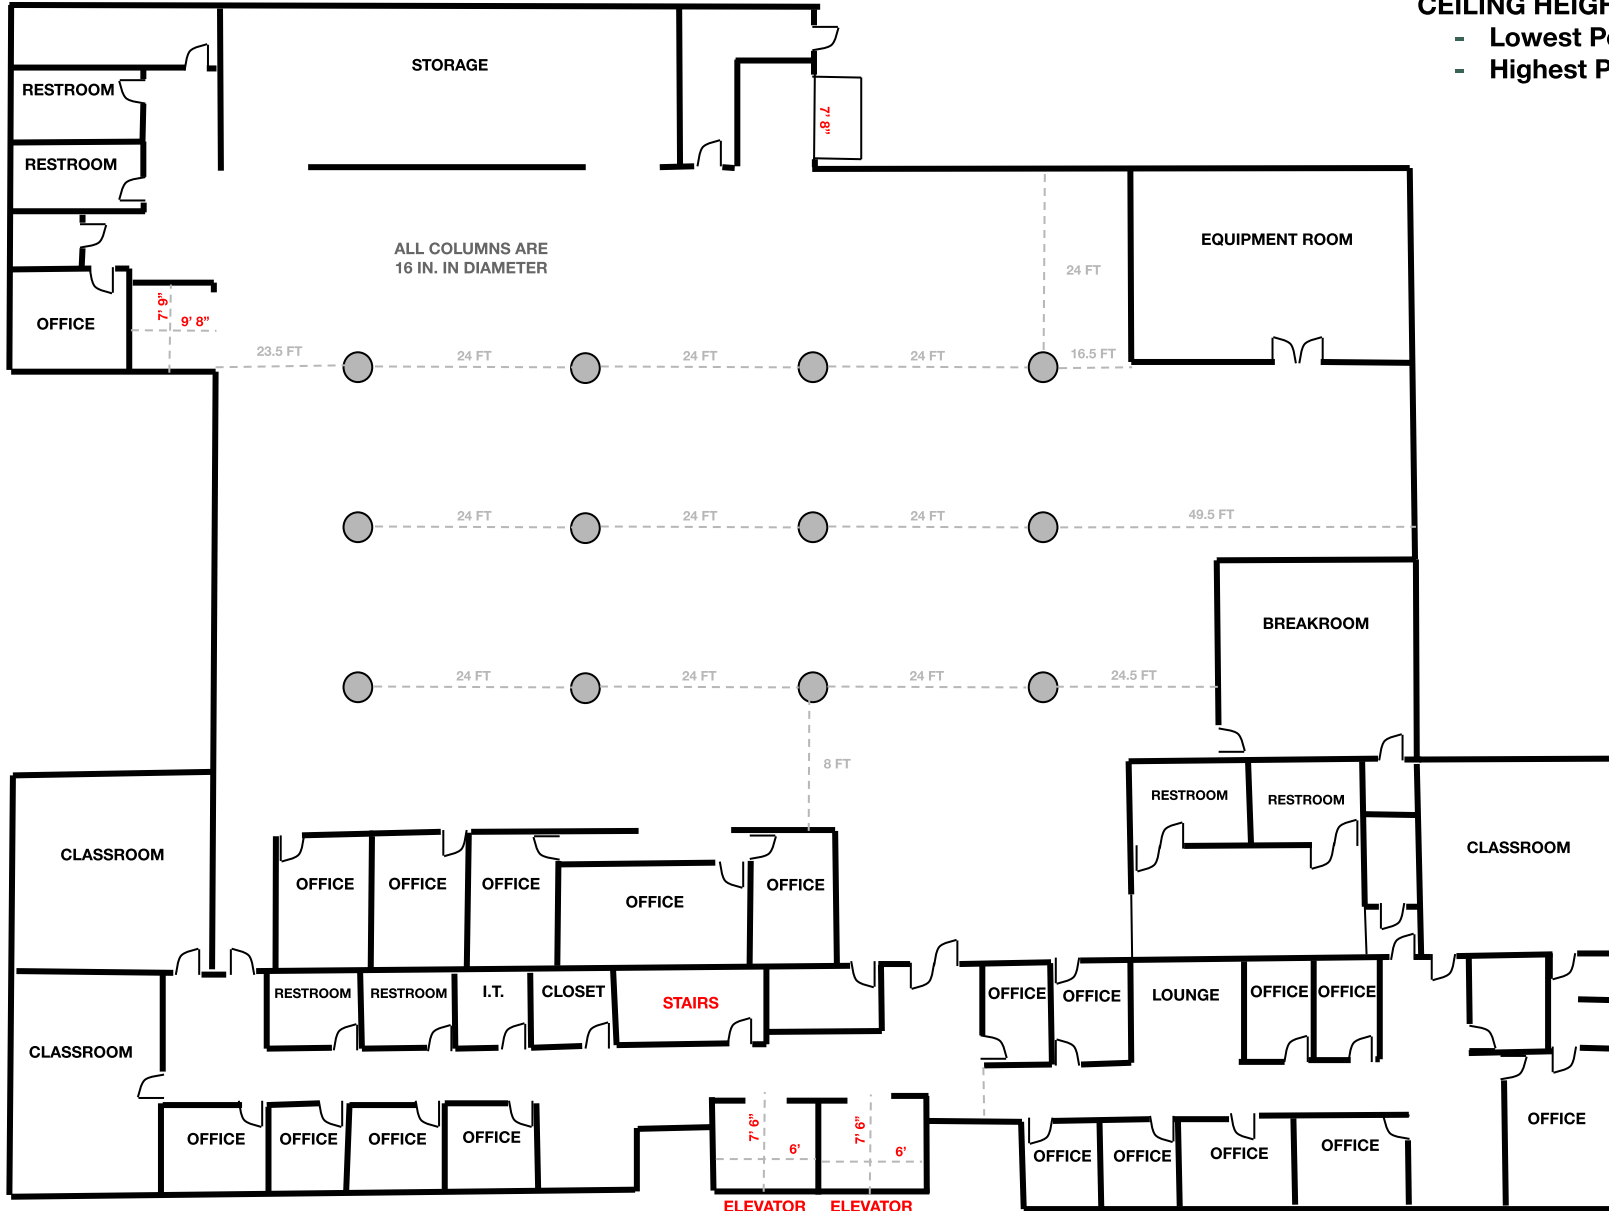 CEILING HEIGH
- Lowest Po
- Highest P
STORAGE
RESTROOM
7' 8"
RESTROOM
ALL COLUMNS ARE
16 IN. IN DIAMETER
EQUIPMENT ROOM
24 FT
OFFICE
7' 9"
9' 8"
23.5 FT
24 FT
24 FT
24 FT
16.5 FT
24 FT
24 FT
24 FT
49.5 FT
BREAKROOM
24 FT
24 FT
24 FT
24.5 FT
8 FT
RESTROOM
RESTROOM
CLASSROOM
CLASSROOM
OFFICE
OFFICE
OFFICE
OFFICE
OFFICE
RESTROOM
RESTROOM
I.T.
CLOSET
STAIRS
OFFICE
OFFICE
LOUNGE
OFFICE
OFFICE
CLASSROOM
OFFICE
OFFICE
OFFICE
OFFICE
OFFICE
7' 6"
6'
7' 6"
6'
OFFICE
OFFICE
OFFICE
OFFICE
ELEVATOR
ELEVATOR